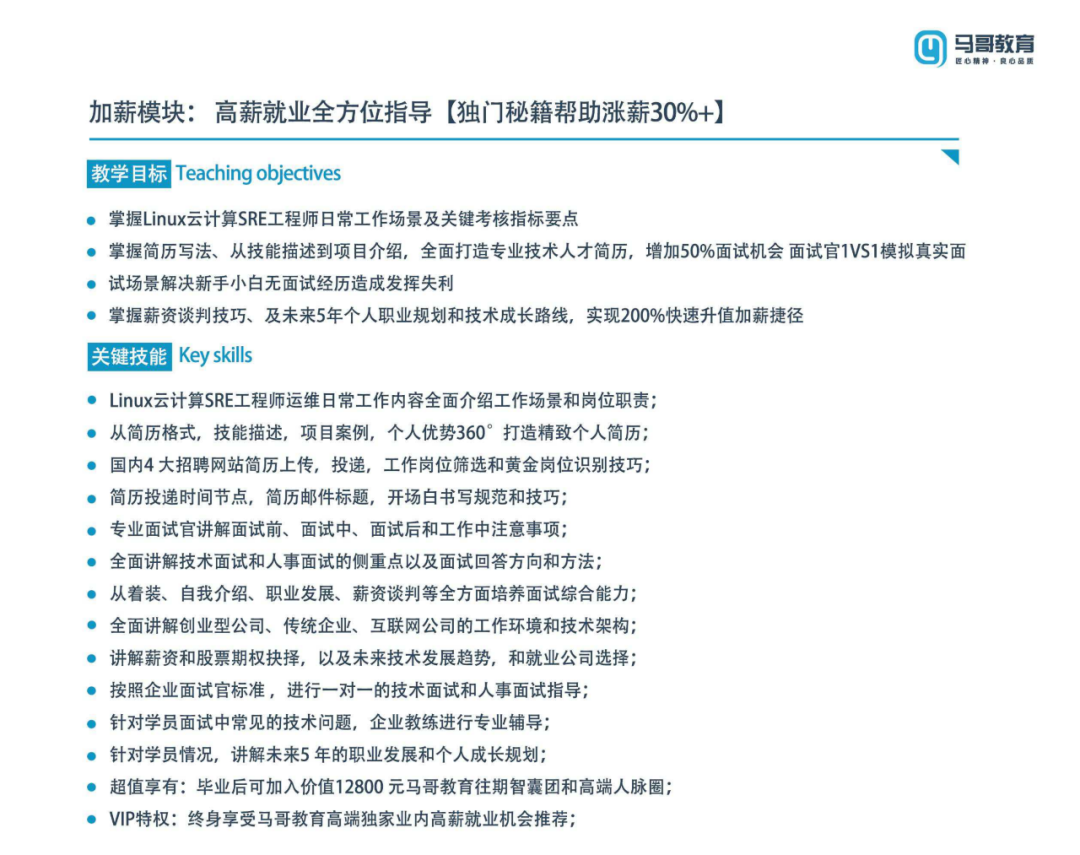 马哥教育
匠心精神·良心品质
加薪模块： 高薪就业全方位指导【独门秘籍帮助涨薪30%+】
教学目标 Teaching objectives
掌握Linux云计算SRE工程师日常工作场景及关键考核指标要点
掌握简历写法、从技能描述到项目介绍，全面打造专业技术人才简历，增加50%面试机会 面试官1VS1模拟真实面
试场景解决新手小白无面试经历造成发挥失利
掌握薪资谈判技巧、及未来5年个人职业规划和技术成长路线，实现200%快速升值加薪捷径
关键技能 Key skills
Linux云计算SRE工程师运维日常工作内容全面介绍工作场景和岗位职责；
从简历格式，技能描述，项目案例，个人优势360°打造精致个人简历；
国内4 大招聘网站简历上传，投递，工作岗位筛选和黄金岗位识别技巧；
简历投递时间节点，简历邮件标题，开场白书写规范和技巧；
专业面试官讲解面试前、面试中、面试后和工作中注意事项；
全面讲解技术面试和人事面试的侧重点以及面试回答方向和方法；
从着装、自我介绍、职业发展、薪资谈判等全方面培养面试综合能力；
全面讲解创业型公司、传统企业、互联网公司的工作环境和技术架构；
讲解薪资和股票期权抉择，以及未来技术发展趋势，和就业公司选择；
按照企业面试官标准，进行一对一的技术面试和人事面试指导；
针对学员面试中常见的技术问题，企业教练进行专业辅导；
针对学员情况，讲解未来5 年的职业发展和个人成长规划；
超值享有：毕业后可加入价值12800 元马哥教育往期智囊团和高端人脉圈；
VIP特权：终身享受马哥教育高端独家业内高薪就业机会推荐；